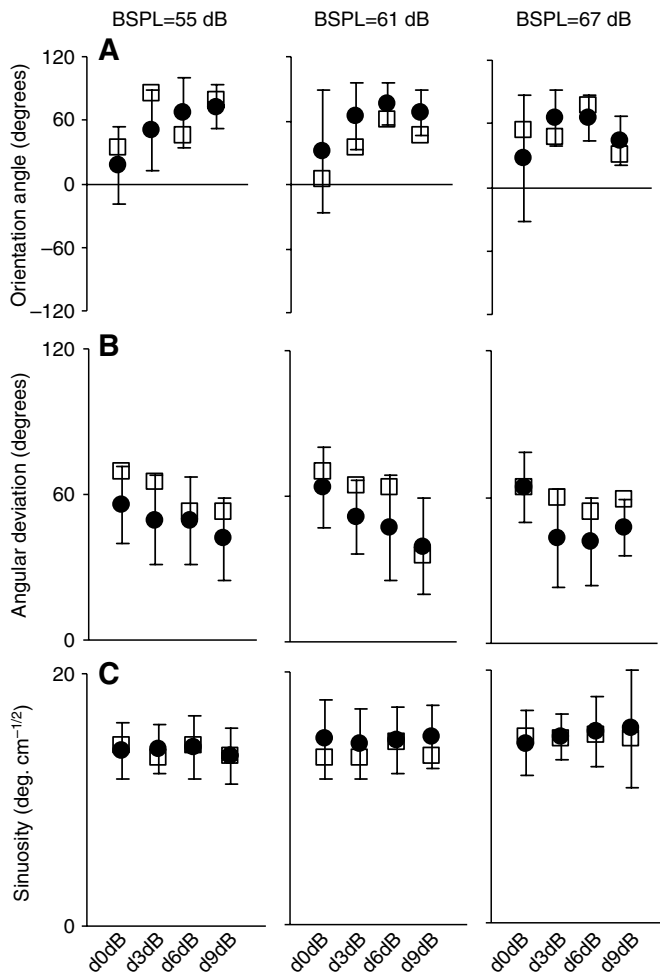 BSPL=55 dB BSPL=61 dB BSPL=67 dB
A
120
60
0
−60
−120
Orientation angle (degrees)
B
120
60
0
Angular deviation (degrees)
C
20
0
Sinuosity (deg. cm−1/2)
d0dB d3dB d6dB d9dB d0dB d3dB d6dB d9dB d0dB d3dB d6dB d9dB